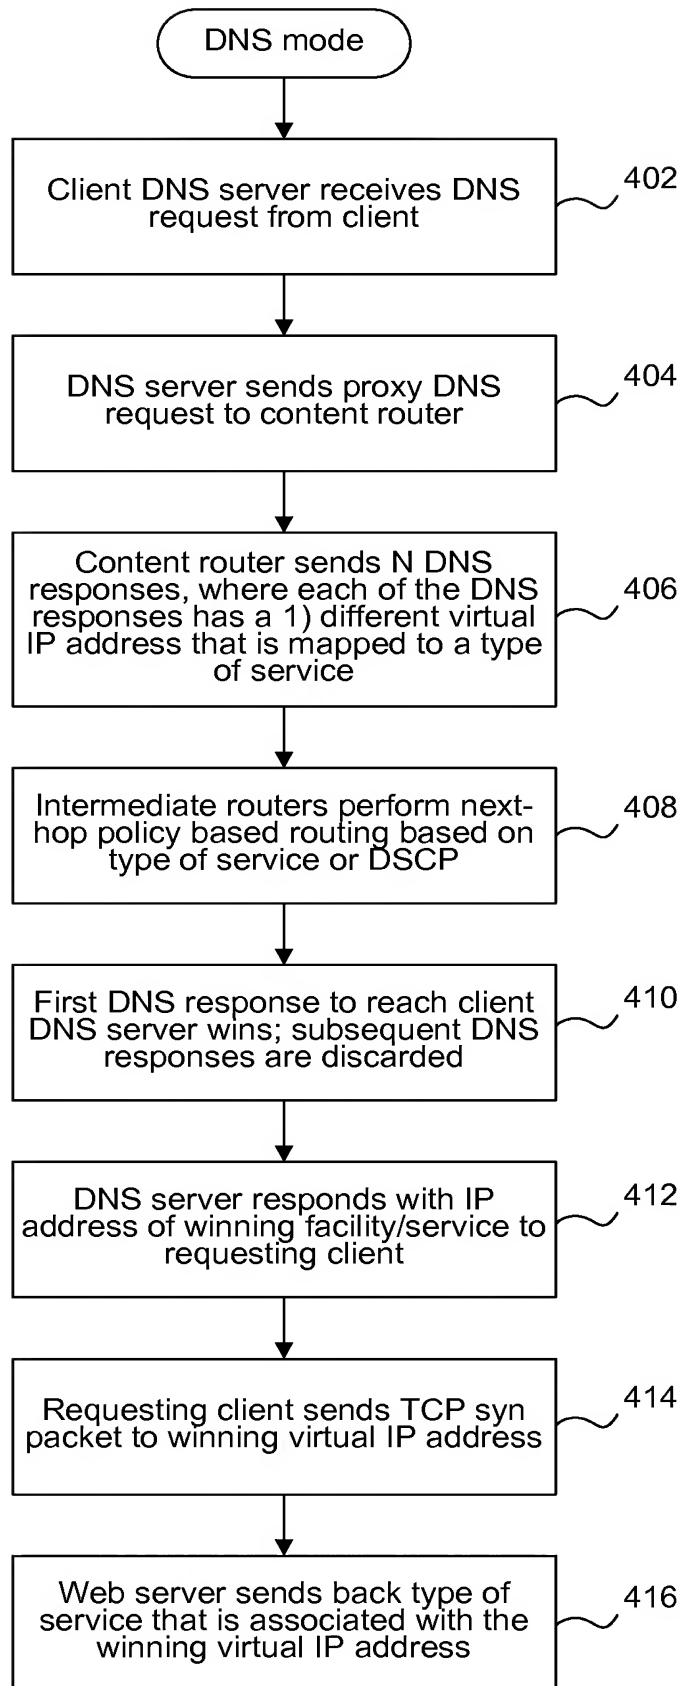 DNS mode
Client DNS server receives DNS
request from client
402
DNS server sends proxy DNS
request to content router
404
Content router sends N DNS
responses, where each of the DNS
responses has a 1) different virtual
IP address that is mapped to a type
of service
406
Intermediate routers perform next-
hop policy based routing based on
type of service or DSCP
408
First DNS response to reach client
DNS server wins; subsequent DNS
responses are discarded
410
DNS server responds with IP
address of winning facility/service to
requesting client
412
Requesting client sends TCP syn
packet to winning virtual IP address
414
Web server sends back type of
service that is associated with the
winning virtual IP address
416